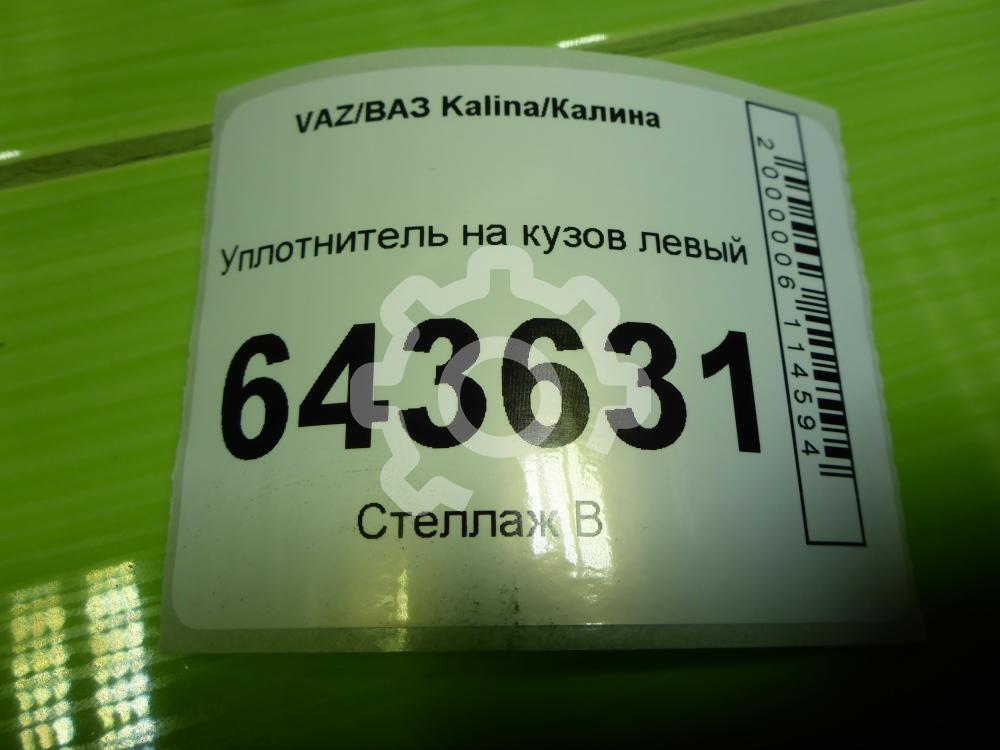 VAZ/ВАЗ Kalina/Калина
Уплотнитель на кузов левый
643631
Стеллаж В
2000006114594